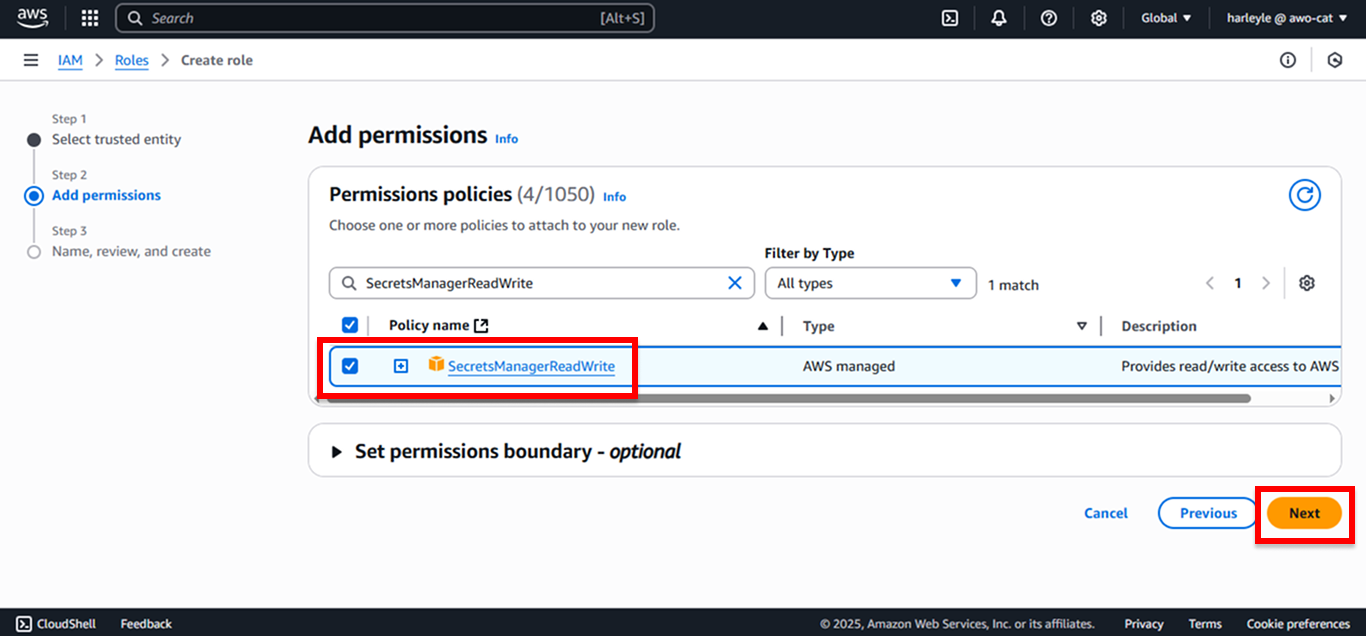 aws
Search [Alt+S] Global harleyle @ awo-cat
IAM Roles Create role
Step 1
Select trusted entity
Step 2
Add permissions
Step 3
Name, review, and create
Add permissions Info
Permissions policies (4/1050) Info
Choose one or more policies to attach to your new role.
Filter by Type
SecretsManagerReadWrite All types 1 match 1
Policy name Type Description
SecretsManagerReadWrite AWS managed Provides read/write access to AWS
Set permissions boundary - optional
Cancel Previous Next
CloudShell Feedback © 2025, Amazon Web Services, Inc. or its affiliates. Privacy Terms Cookie preferences